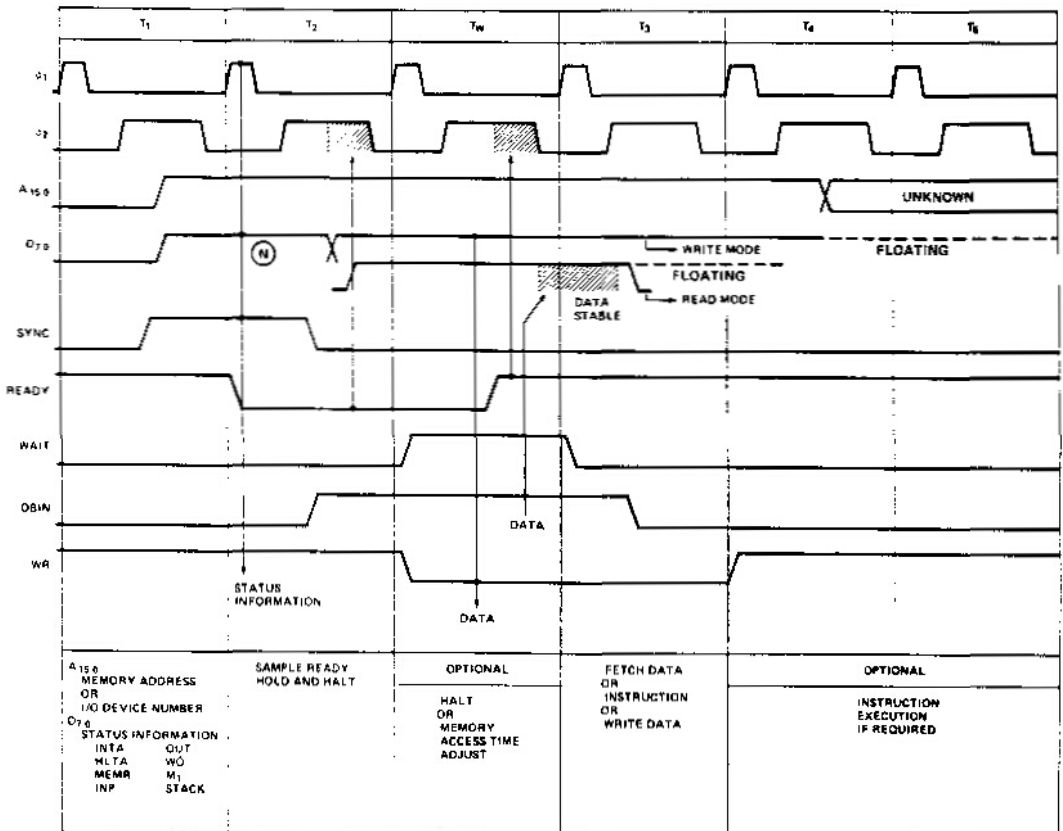 T1 T2 TW T3 T4 T5
φ1
φ2
A15-0
UNKNOWN
D7-0
N
WRITE MODE
FLOATING
FLOATING
READ MODE
DATA
STABLE
SYNC
READY
WAIT
DBIN
DATA
WR
STATUS
INFORMATION
DATA
A15-0
MEMORY ADDRESS
OR
I/O DEVICE NUMBER
D7-0
STATUS INFORMATION
INTA OUT
HLTA WO
MEMR M1
INP STACK
SAMPLE READY
HOLD AND HALT
OPTIONAL
HALT
OR
MEMORY
ACCESS TIME
ADJUST
FETCH DATA
OR
INSTRUCTION
OR
WRITE DATA
OPTIONAL
INSTRUCTION
EXECUTION
IF REQUIRED